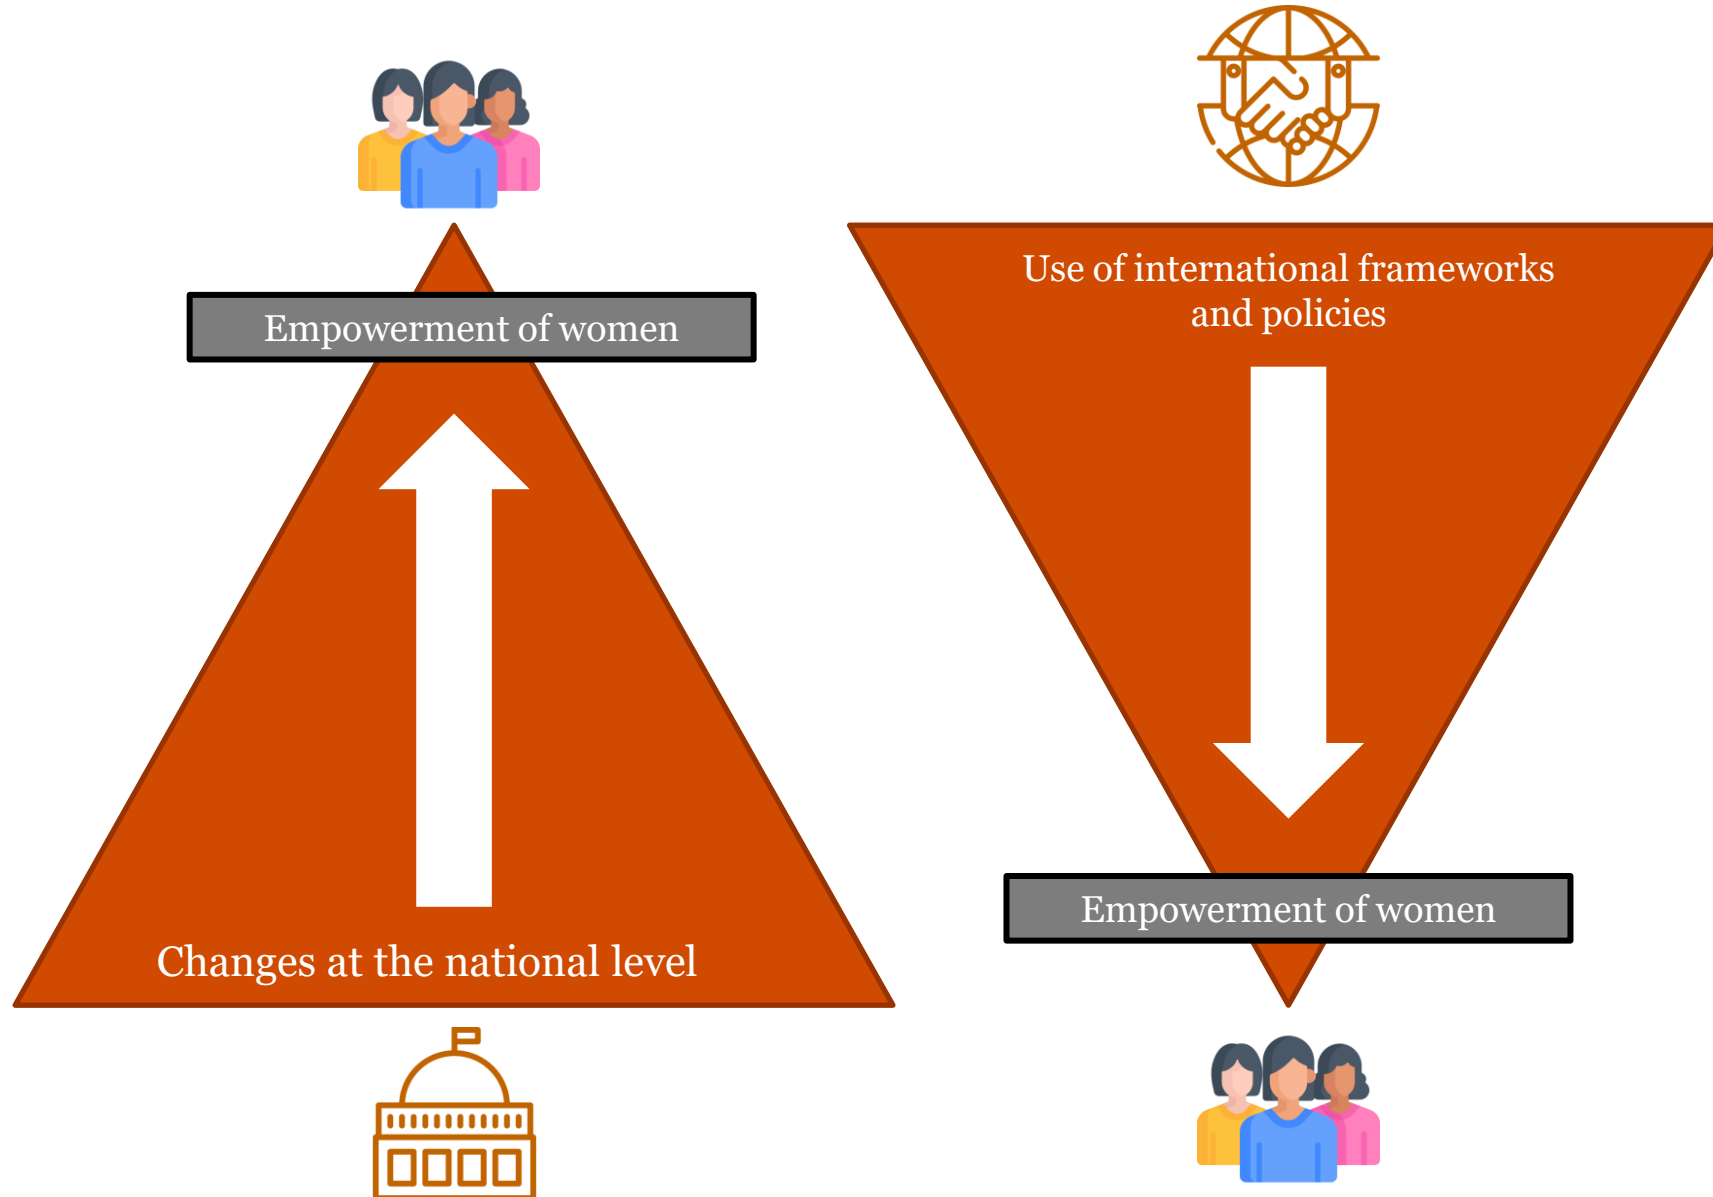 Empowerment of women
Changes at the national level
Use of international frameworks
and policies
Empowerment of women